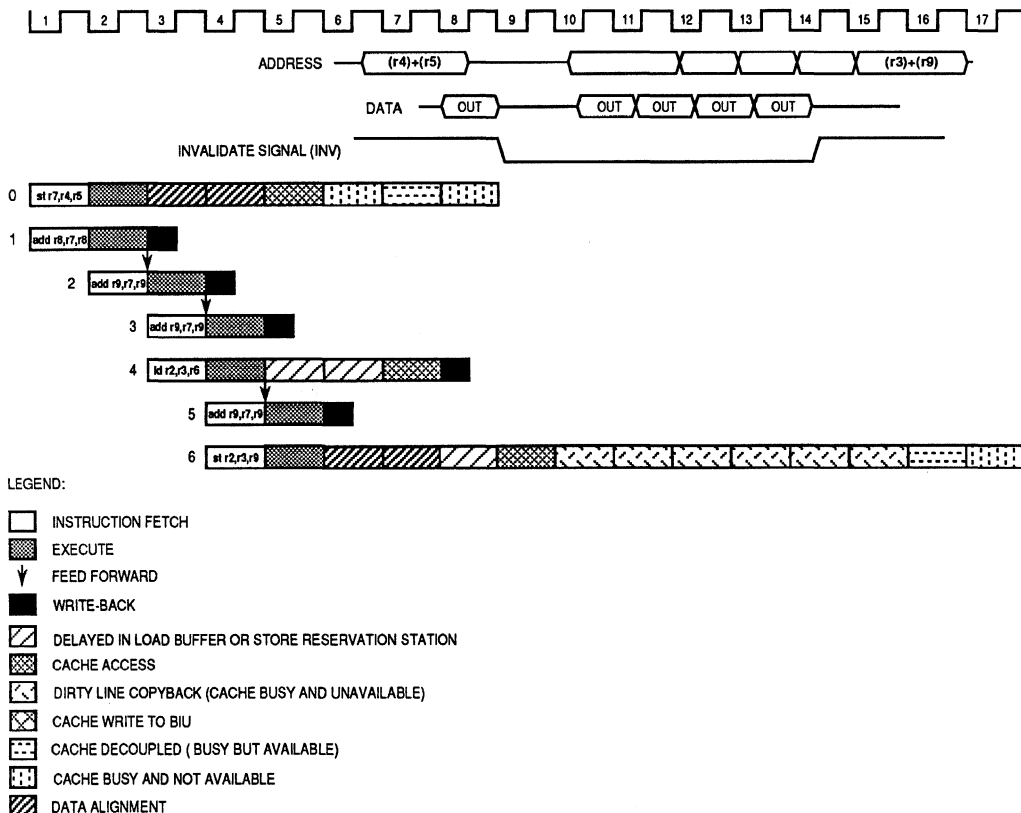 1 2 3 4 5 6 7 8 9 10 11 12 13 14 15 16 17
ADDRESS (r4)+(r5) (r3)+(r9)
DATA OUT OUT OUT OUT OUT
INVALIDATE SIGNAL (INV)
0 st r7,r4,r5
1 add r8,r7,r8
2 add r9,r7,r9
3 add r9,r7,r9
4 ld r2,r3,r6
5 add r9,r7,r9
6 st r2,r3,r9
LEGEND:
INSTRUCTION FETCH
EXECUTE
FEED FORWARD
WRITE-BACK
DELAYED IN LOAD BUFFER OR STORE RESERVATION STATION
CACHE ACCESS
DIRTY LINE COPYBACK (CACHE BUSY AND UNAVAILABLE)
CACHE WRITE TO BIU
CACHE DECOUPLED ( BUSY BUT AVAILABLE)
CACHE BUSY AND NOT AVAILABLE
DATA ALIGNMENT